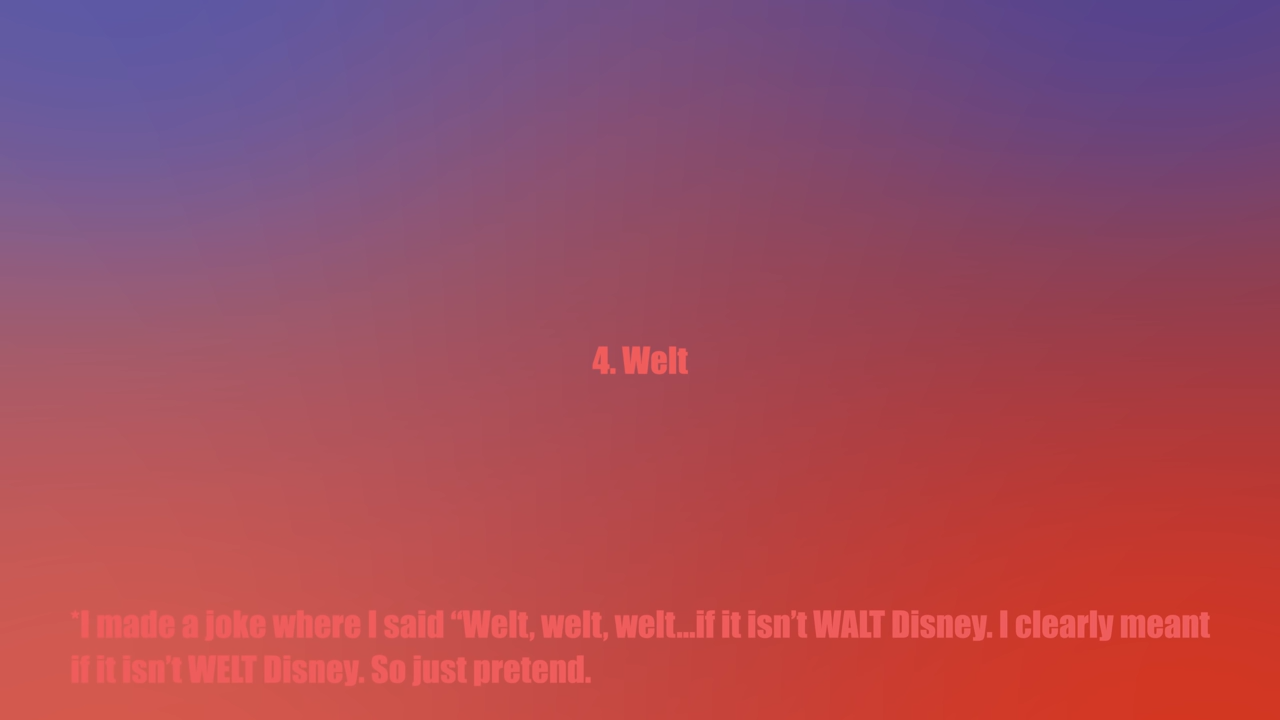 4. Welt
*I made a joke where I said “Welt, welt, welt...if it isn’t WALT Disney. I clearly meant
if it isn’t WELT Disney. So just pretend.